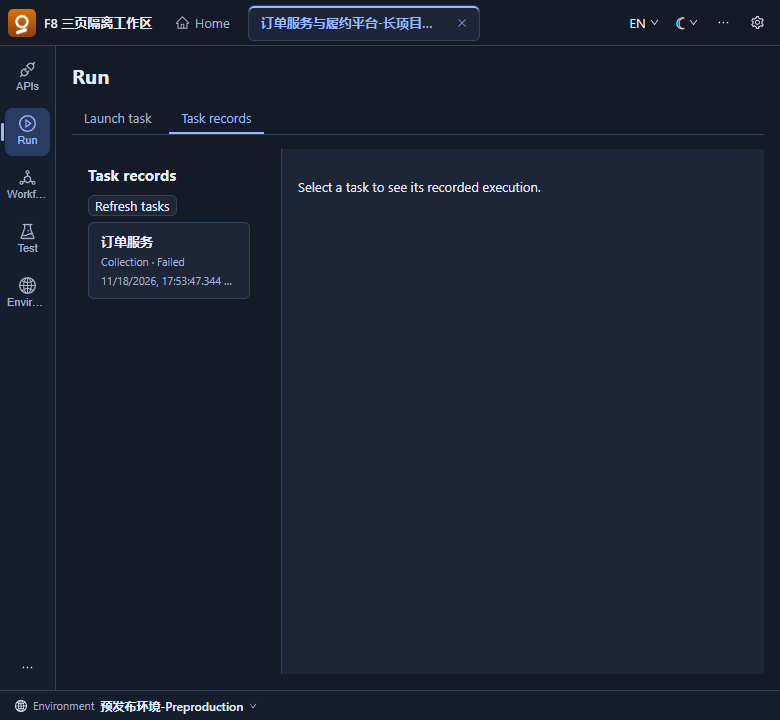 F8 三页隔离工作区
Home
订单服务与履约平台-长项目...
EN
APIs
Run
Workf...
Test
Envir...
Run
Launch task
Task records
Task records
Refresh tasks
订单服务
Collection · Failed
11/18/2026, 17:53:47.344 ...
Select a task to see its recorded execution.
Environment 预发布环境-Preproduction